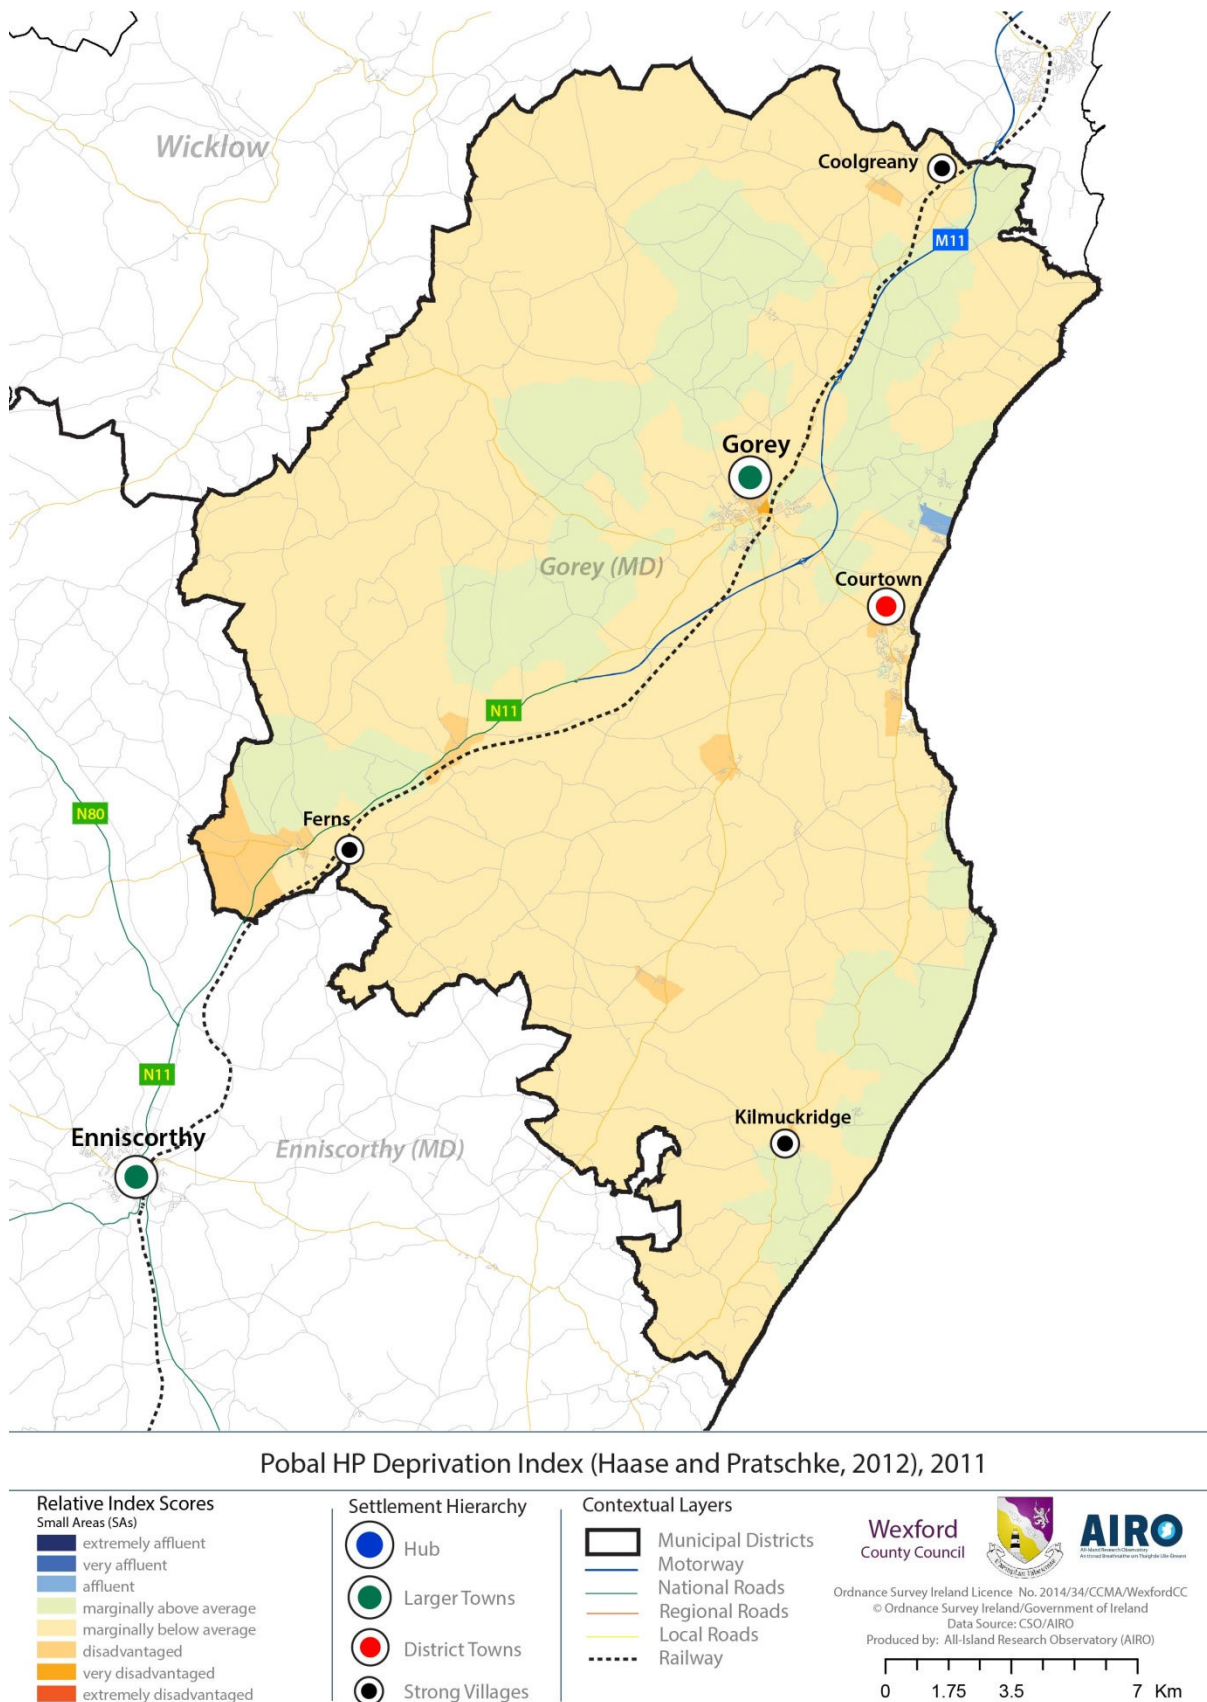 Wicklow
Coolgreany
M11
Gorey
Gorey (MD)
Courtown
N11
N80
Ferns
N11
Kilmuckridge
Enniscorthy
Enniscorthy (MD)
Pobal HP Deprivation Index (Haase and Pratschke, 2012), 2011
Relative Index Scores
Small Areas (SAs)
extremely affluent
very affluent
affluent
marginally above average
marginally below average
disadvantaged
very disadvantaged
extremely disadvantaged
Settlement Hierarchy
Hub
Larger Towns
District Towns
Strong Villages
Contextual Layers
Municipal Districts
Motorway
National Roads
Regional Roads
Local Roads
Railway
Wexford
County Council
AIRO
All-Island Research Observatory
Ordnance Survey Ireland Licence No. 2014/34/CCMA/WexfordCC
© Ordnance Survey Ireland/Government of Ireland
Data Source: CSO/AIRO
Produced by: All-Island Research Observatory (AIRO)
0 1.75 3.5 7 Km